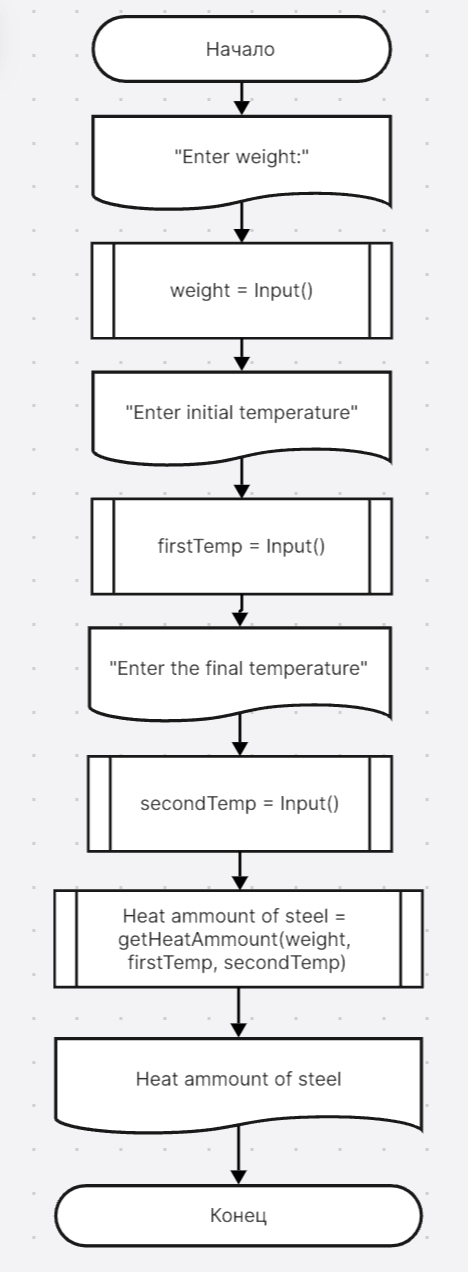 Начало
"Enter weight:"
weight = Input()
"Enter initial temperature"
firstTemp = Input()
"Enter the final temperature"
secondTemp = Input()
Heat ammount of steel =
getHeatAmmount(weight,
firstTemp, secondTemp)
Heat ammount of steel
Конец